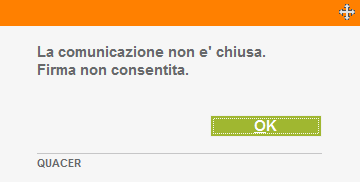 La comunicazione non e' chiusa.
Firma non consentita.
OK
QUACER